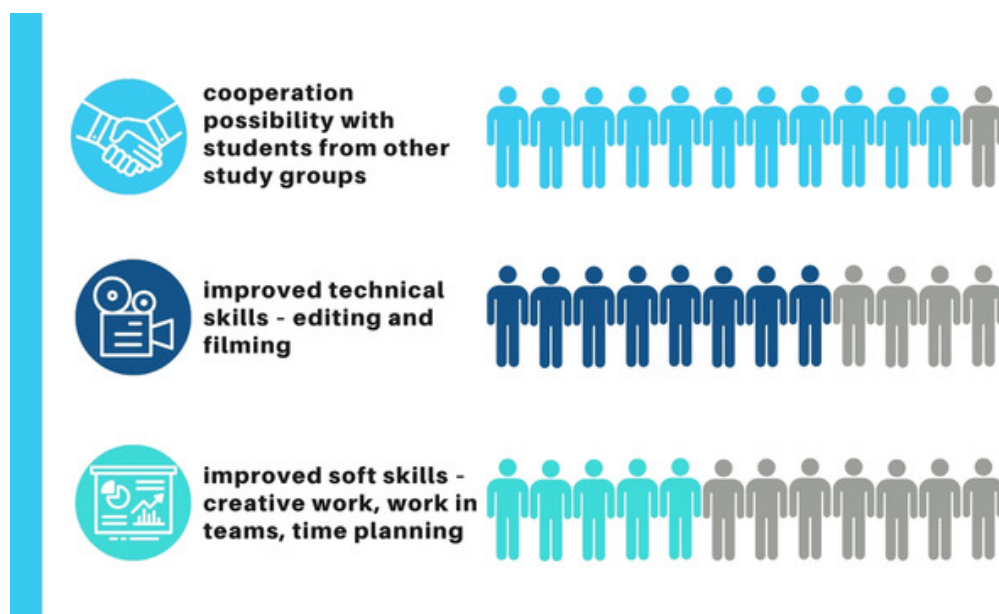 cooperation
possibility with
students from other
study groups
improved technical
skills - editing and
filming
improved soft skills -
creative work, work in
teams, time planning